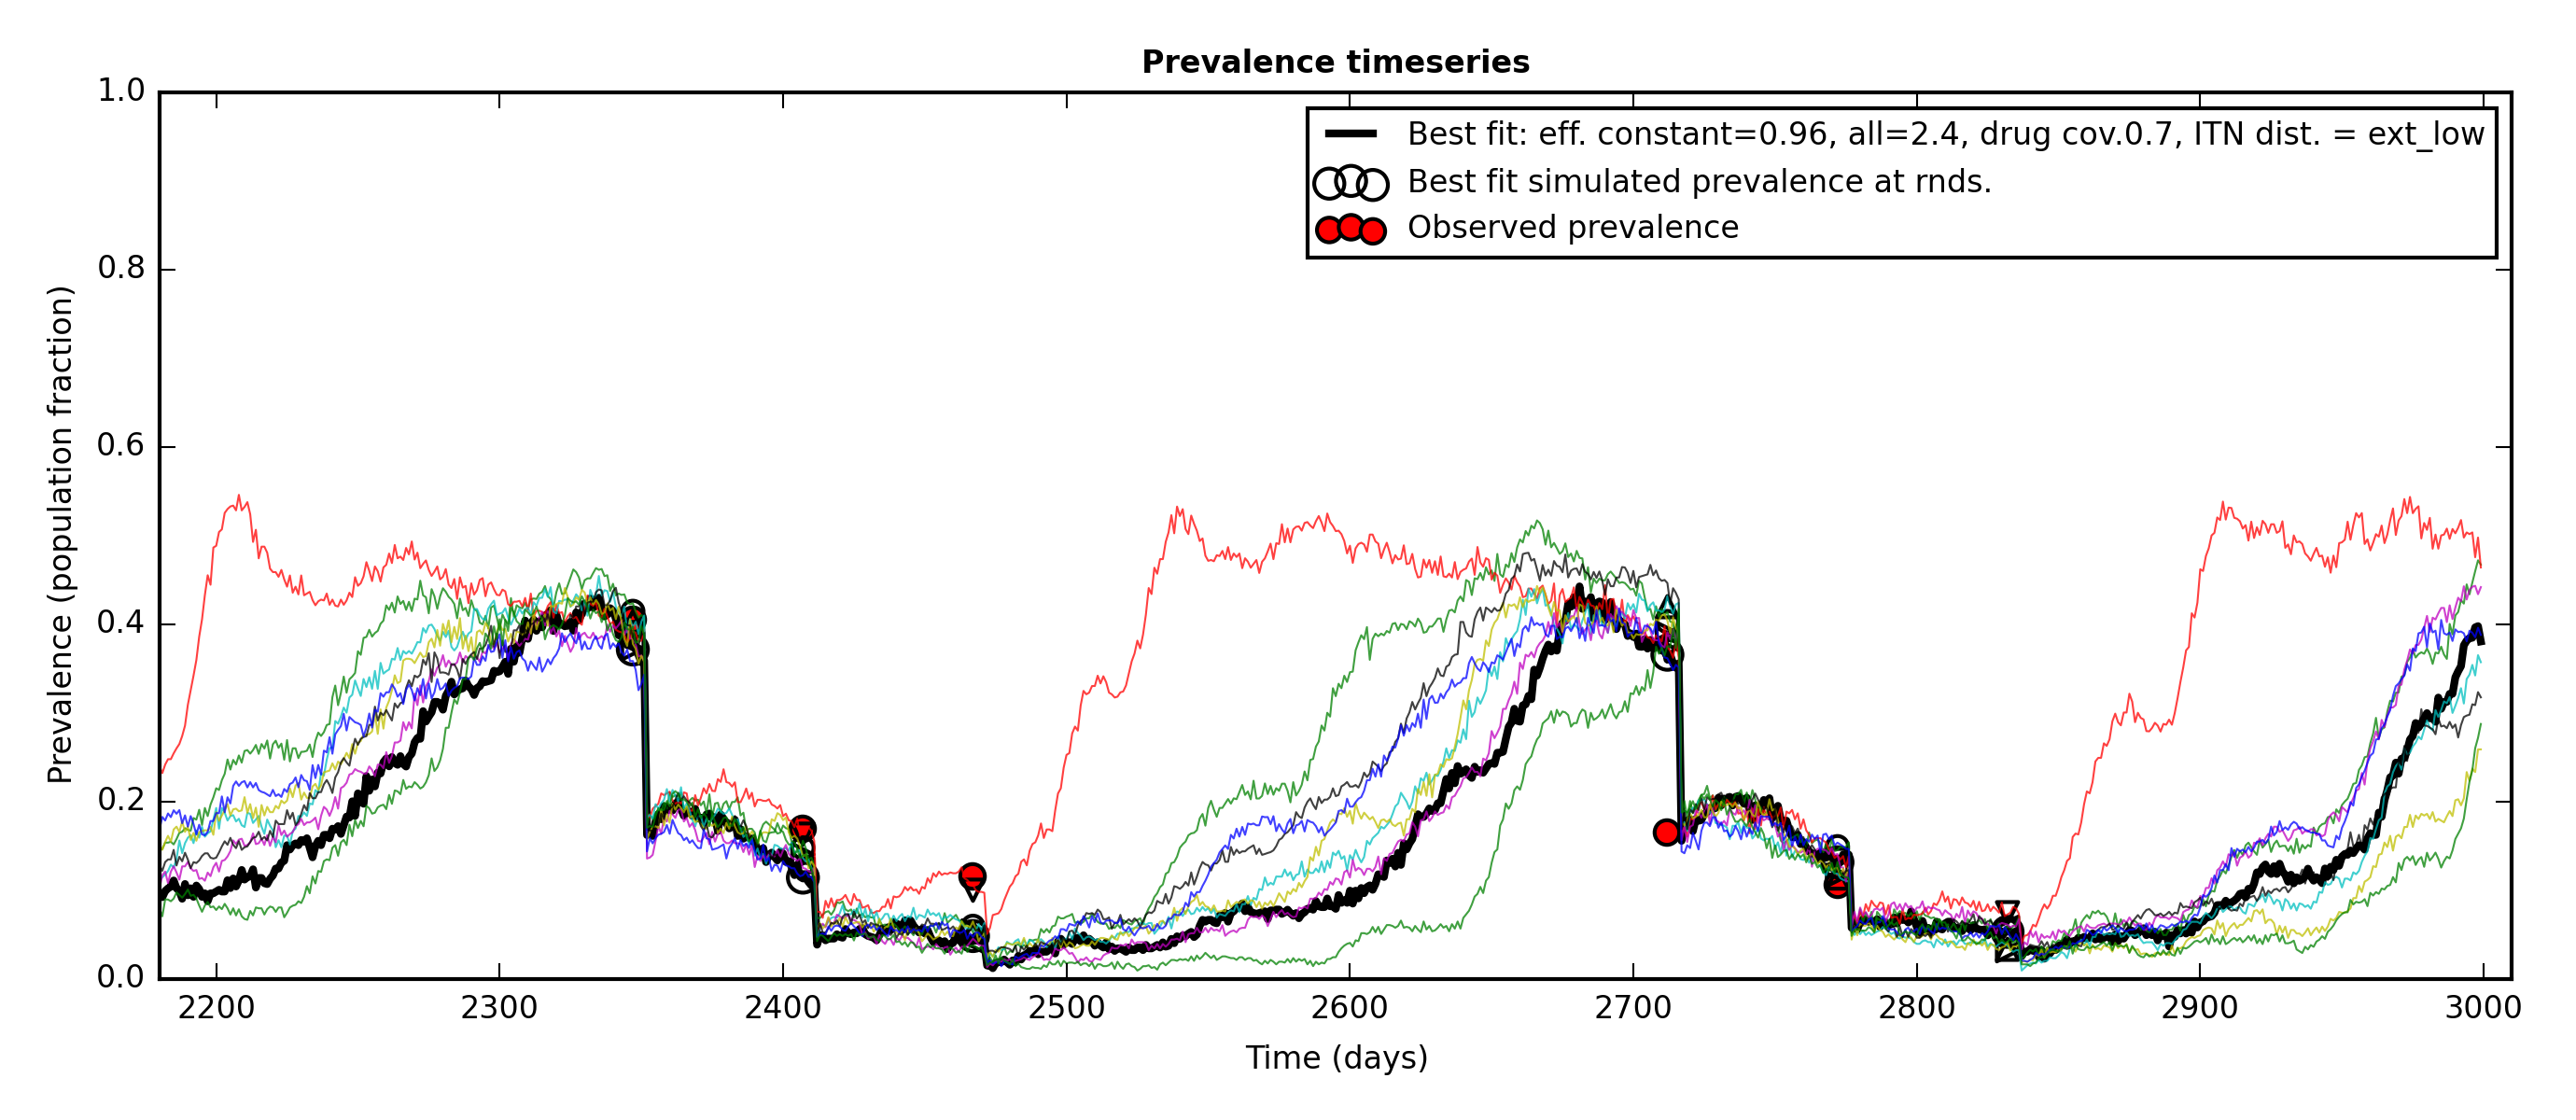 Prevalence timeseries
1.0
0.8
0.6
0.4
0.2
0.0
Prevalence (population fraction)
Best fit: eff. constant=0.96, all=2.4, drug cov.0.7, ITN dist. = ext_low
Best fit simulated prevalence at rnds.
Observed prevalence
2200 2300 2400 2500 2600 2700 2800 2900 3000
Time (days)